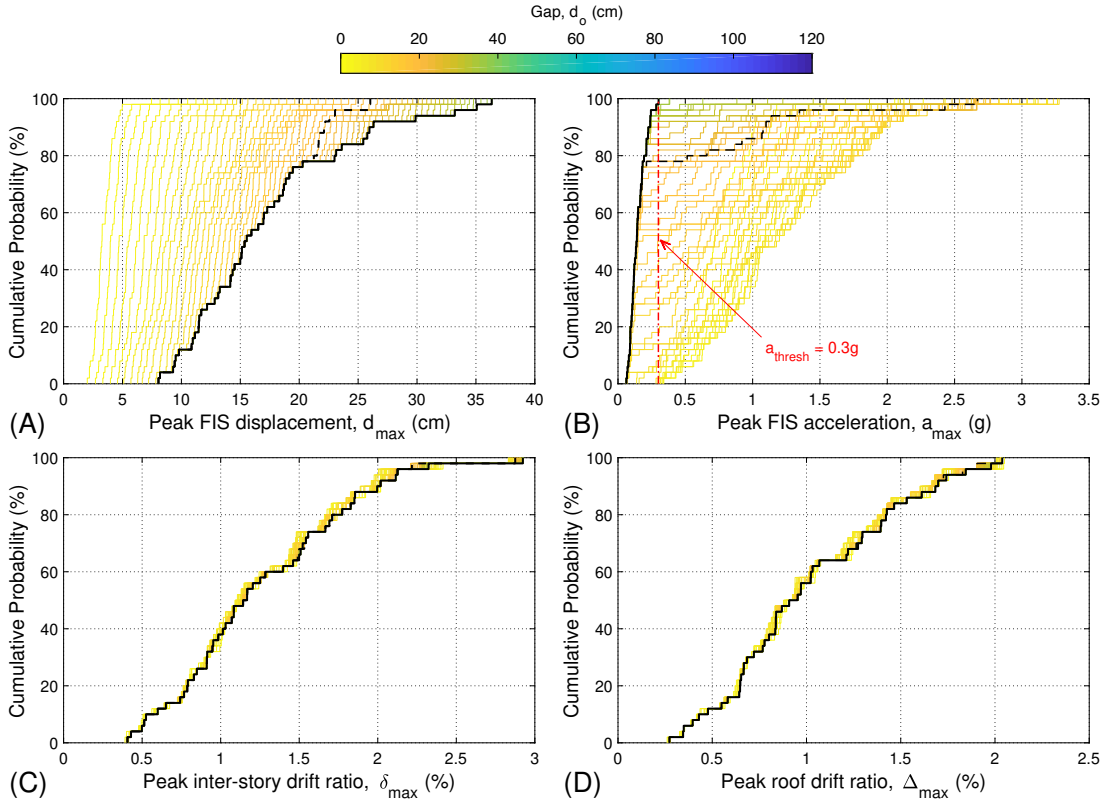 Gap, d_o (cm)
0 20 40 60 80 100 120
100
80
60
40
20
0
Cumulative Probability (%)
0 5 10 15 20 25 30 35 40
(A) Peak FIS displacement, d_max (cm)
100
80
60
40
20
0
Cumulative Probability (%)
a_thresh = 0.3g
0 0.5 1 1.5 2 2.5 3 3.5
(B) Peak FIS acceleration, a_max (g)
100
80
60
40
20
0
Cumulative Probability (%)
0 0.5 1 1.5 2 2.5 3
(C) Peak inter-story drift ratio, δ_max (%)
100
80
60
40
20
0
Cumulative Probability (%)
0 0.5 1 1.5 2 2.5
(D) Peak roof drift ratio, Δ_max (%)